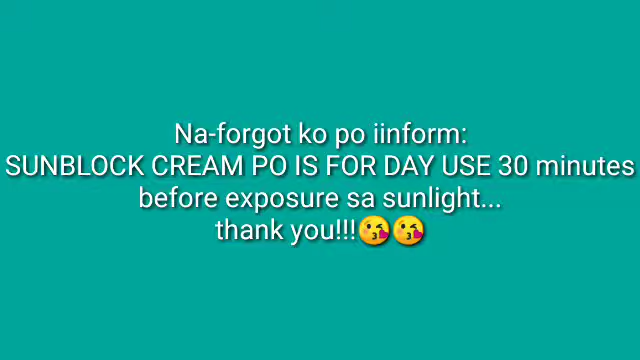 Na-forgot ko po iinform:
SUNBLOCK CREAM PO IS FOR DAY USE 30 minutes
before exposure sa sunlight...
thank you!!!😘😘